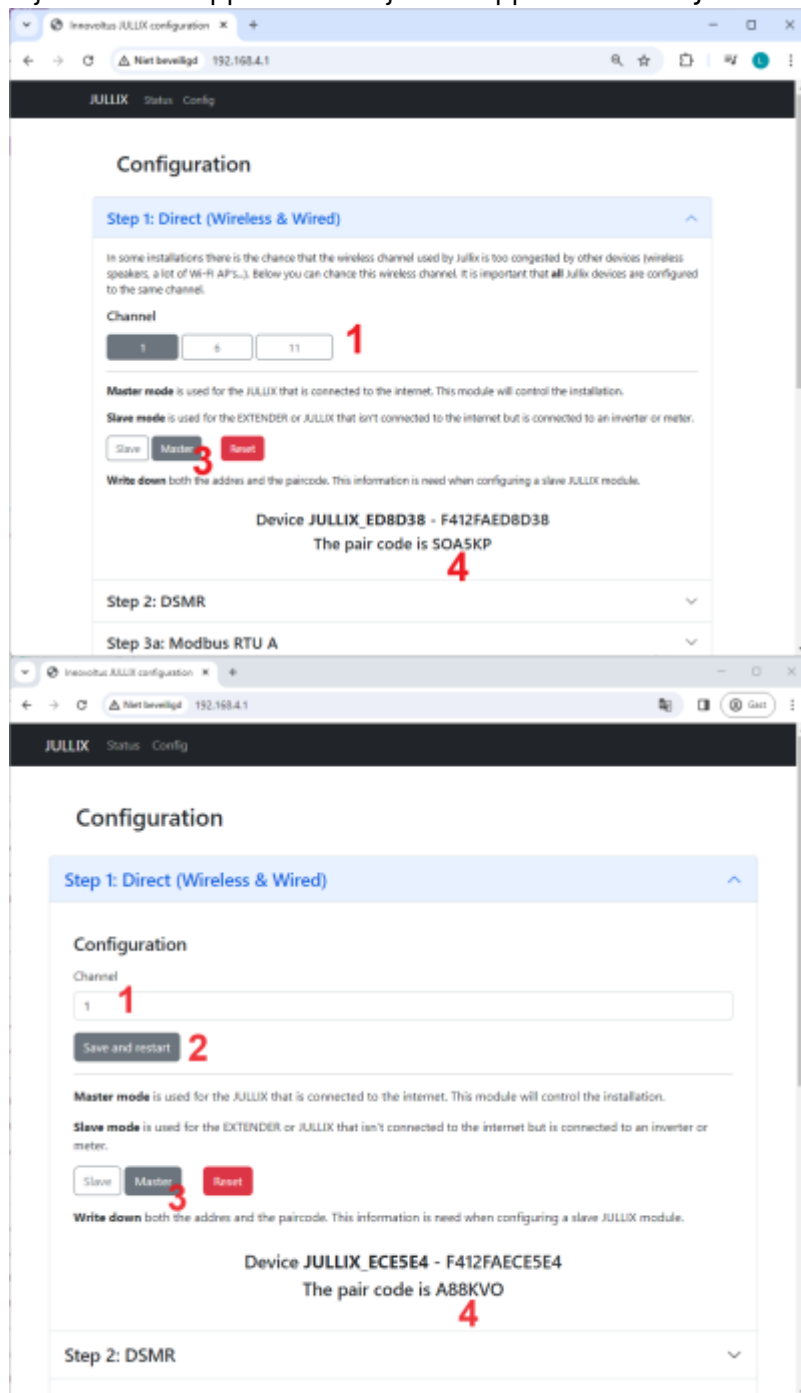 Innovoltus JULLIX configuration
Niet beveiligd 192.168.4.1
L
JULLIX Status Config
Configuration
Step 1: Direct (Wireless & Wired)
In some installations there is the chance that the wireless channel used by Jullix is too congested by other devices (wireless
speakers, a lot of Wi-Fi AP's...). Below you can chance this wireless channel. It is important that all Jullix devices are configured
to the same channel.
Channel
1 6 11 1
Master mode is used for the JULLIX that is connected to the internet. This module will control the installation.
Slave mode is used for the EXTENDER or JULLIX that isn't connected to the internet but is connected to an inverter or meter.
Slave Master 3 Reset
Write down both the addres and the paircode. This information is need when configuring a slave JULLIX module.
Device JULLIX_ED8D38 - F412FAED8D38
The pair code is SOA5KP
4
Step 2: DSMR
Step 3a: Modbus RTU A
Innovoltus JULLIX configuration
Niet beveiligd 192.168.4.1 Gast
JULLIX Status Config
Configuration
Step 1: Direct (Wireless & Wired)
Configuration
Channel
1 1
Save and restart 2
Master mode is used for the JULLIX that is connected to the internet. This module will control the installation.
Slave mode is used for the EXTENDER or JULLIX that isn't connected to the internet but is connected to an inverter or
meter.
Slave Master 3 Reset
Write down both the addres and the paircode. This information is need when configuring a slave JULLIX module.
Device JULLIX_ECE5E4 - F412FAECE5E4
The pair code is A88KVO
4
Step 2: DSMR